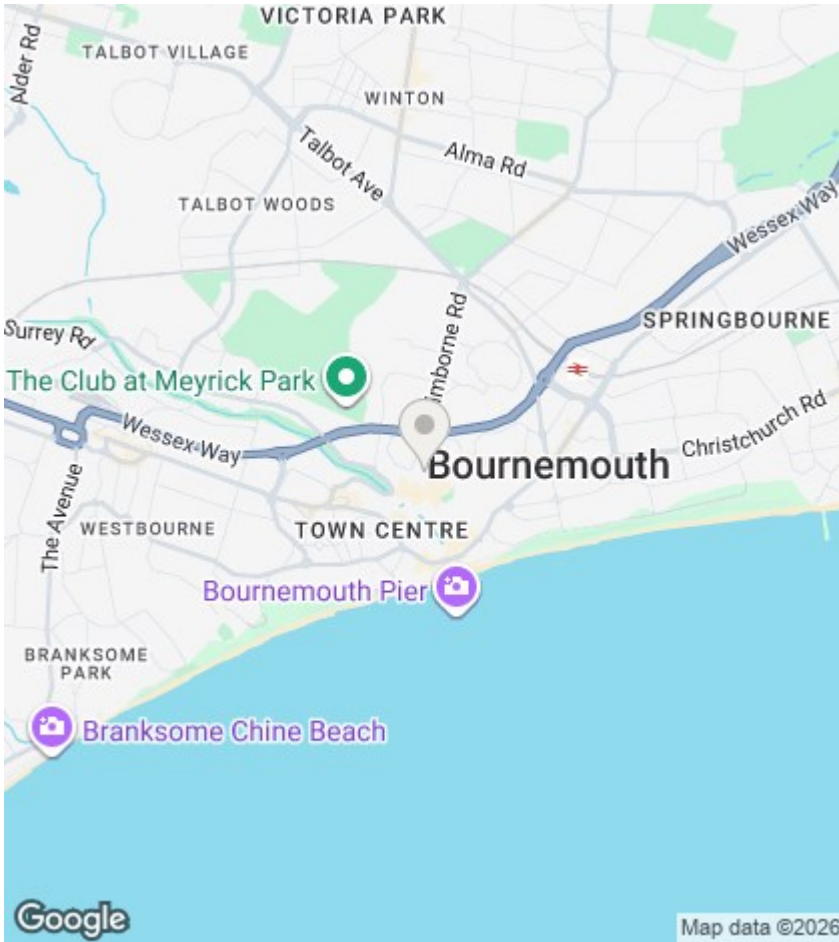 VICTORIA PARK
Alder Rd
TALBOT VILLAGE
WINTON
Talbot Ave
Alma Rd
TALBOT WOODS
Wessex Way
Surrey Rd
imborne Rd
SPRINGBOURNE
The Club at Meyrick Park
Christchurch Rd
Wessex Way
Bournemouth
The Avenue
WESTBOURNE
TOWN CENTRE
Bournemouth Pier
BRANKSOME
PARK
Branksome Chine Beach
Google
Map data ©2026